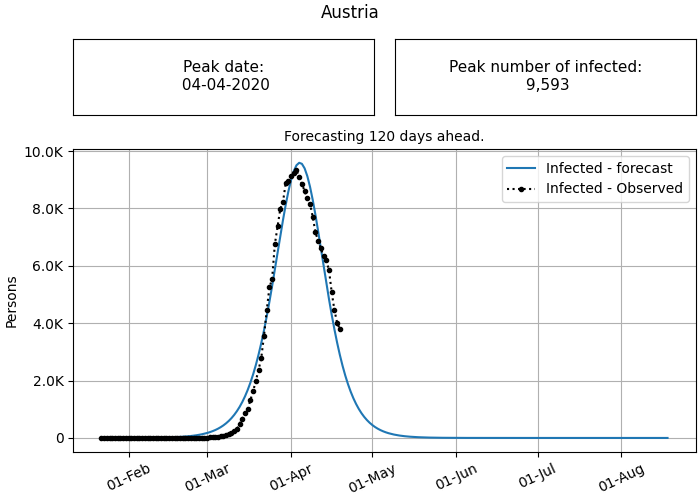 Austria
Peak date:
04-04-2020
Peak number of infected:
9,593
Forecasting 120 days ahead.
Infected - forecast
Infected - Observed
Persons
10.0K
8.0K
6.0K
4.0K
2.0K
0
01-Feb
01-Mar
01-Apr
01-May
01-Jun
01-Jul
01-Aug